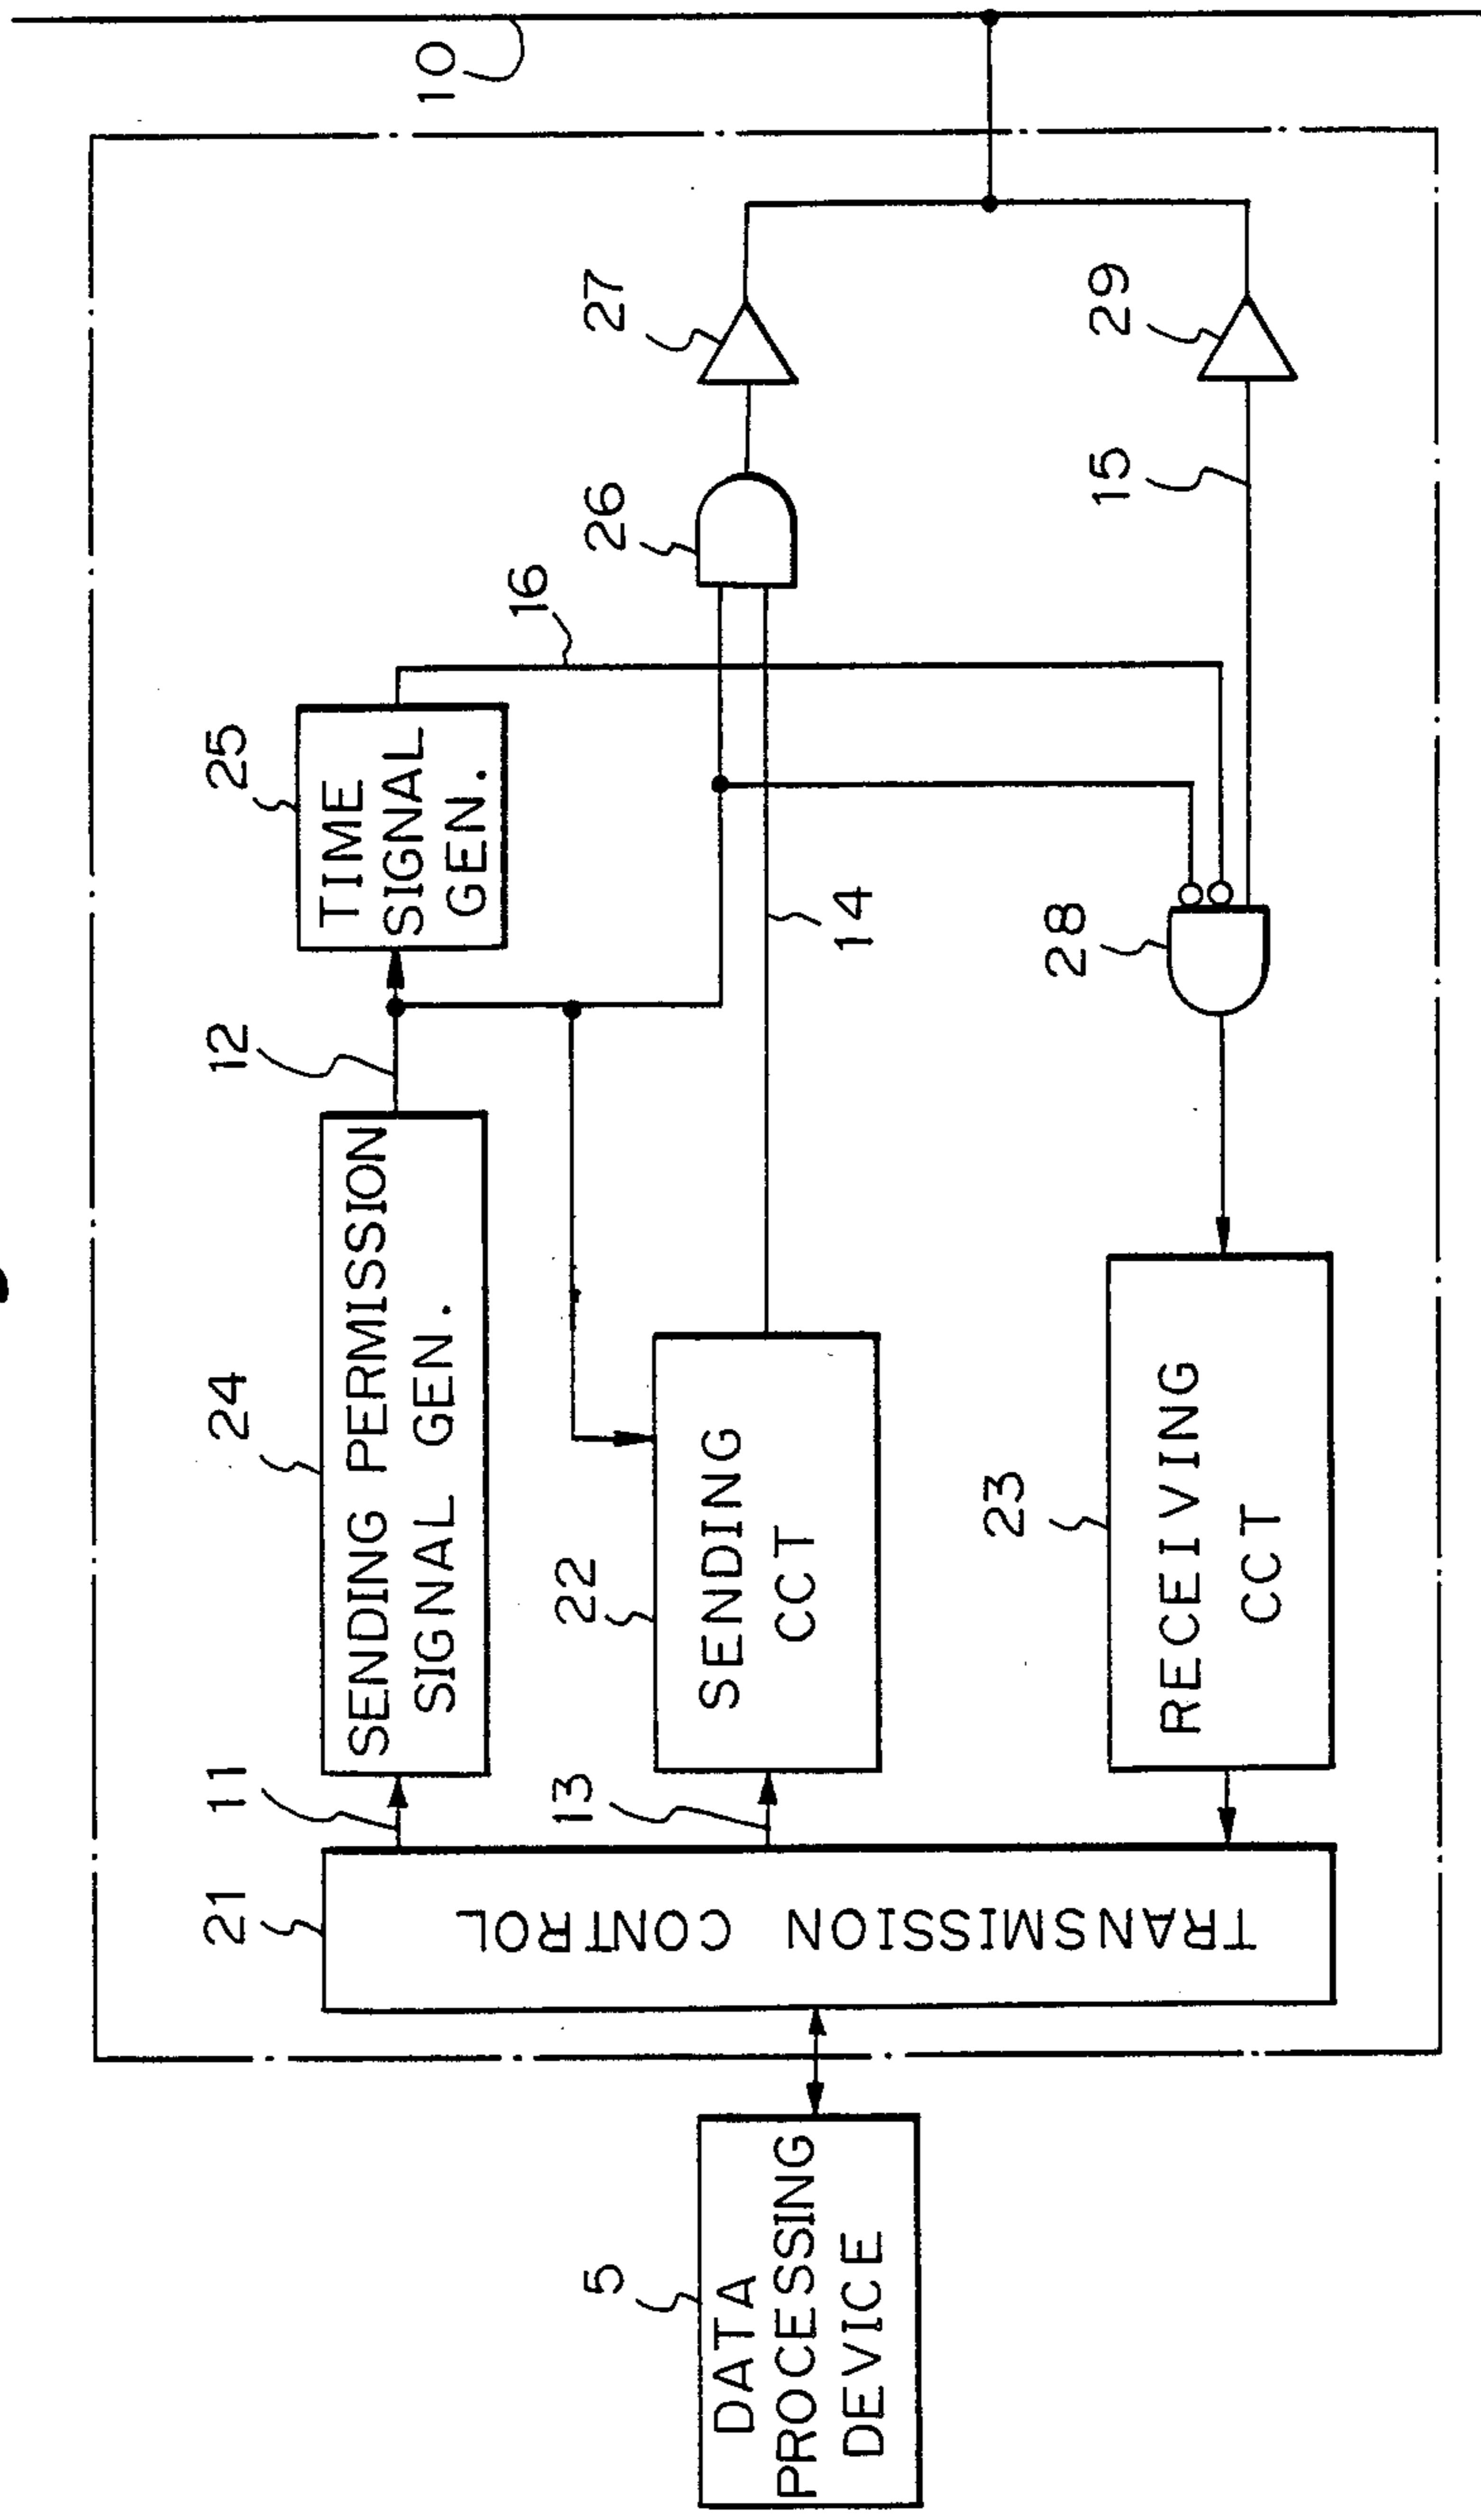 10
27
29
26
15
16
25
TIME
SIGNAL
GEN.
14
28
12
24
SENDING PERMISSION
SIGNAL GEN.
22
SENDING
CCT
23
RECEIVING
CCT
11
13
21
TRANSMISSION CONTROL
5
DATA
PROCESSING
DEVICE